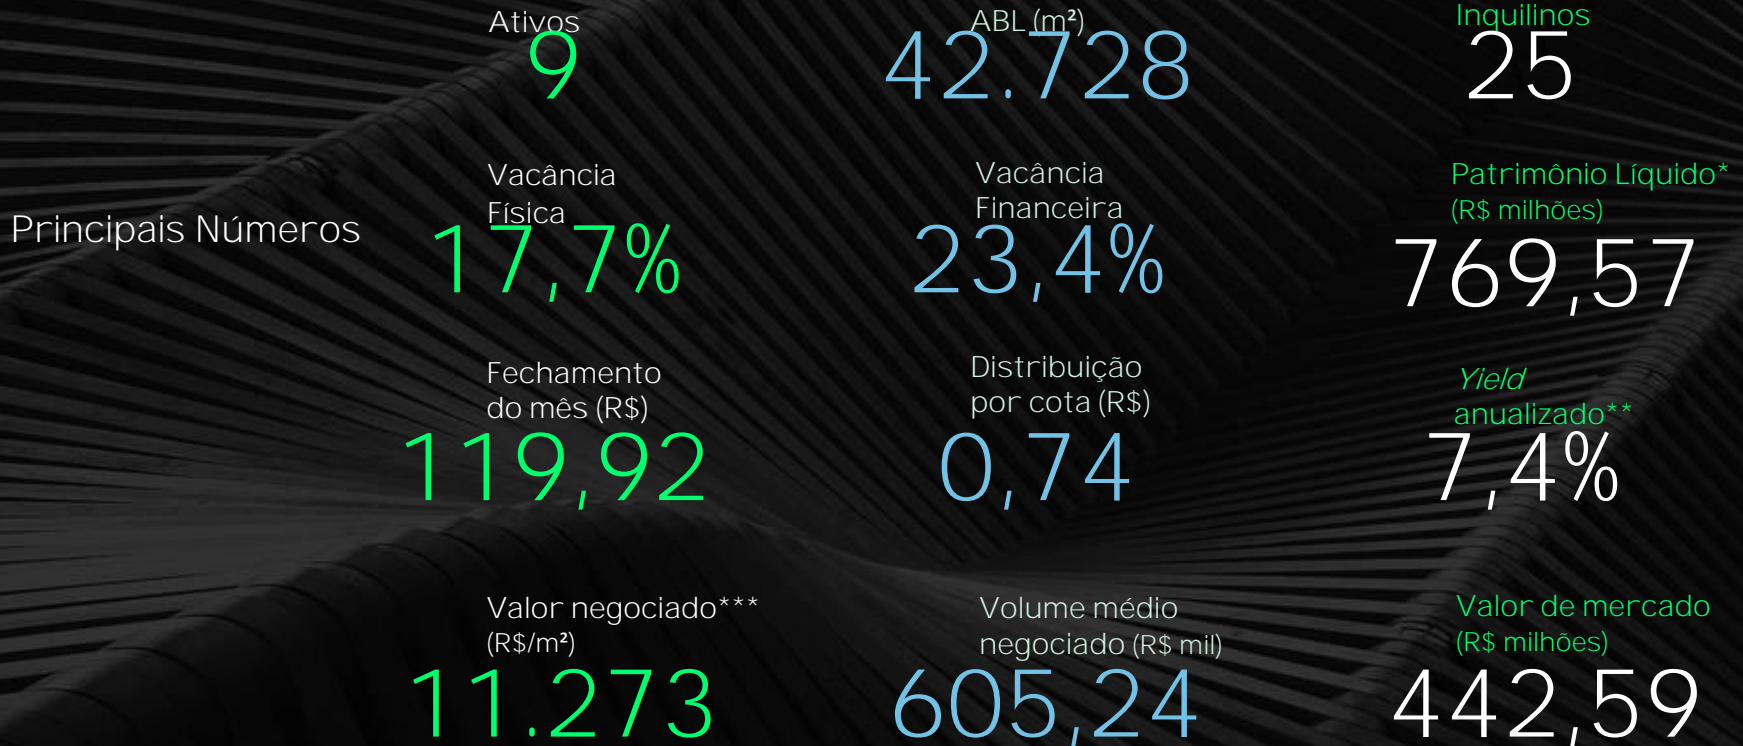 Principais Números
Ativos
9
ABL (m²)
42.728
Inquilinos
25
Vacância
Física
17,7%
Vacância
Financeira
23,4%
Patrimônio Líquido*
(R$ milhões)
769,57
Fechamento
do mês (R$)
119,92
Distribuição
por cota (R$)
0,74
Yield
anualizado**
7,4%
Valor negociado***
(R$/m²)
11.273
Volume médio
negociado (R$ mil)
605,24
Valor de mercado
(R$ milhões)
442,59